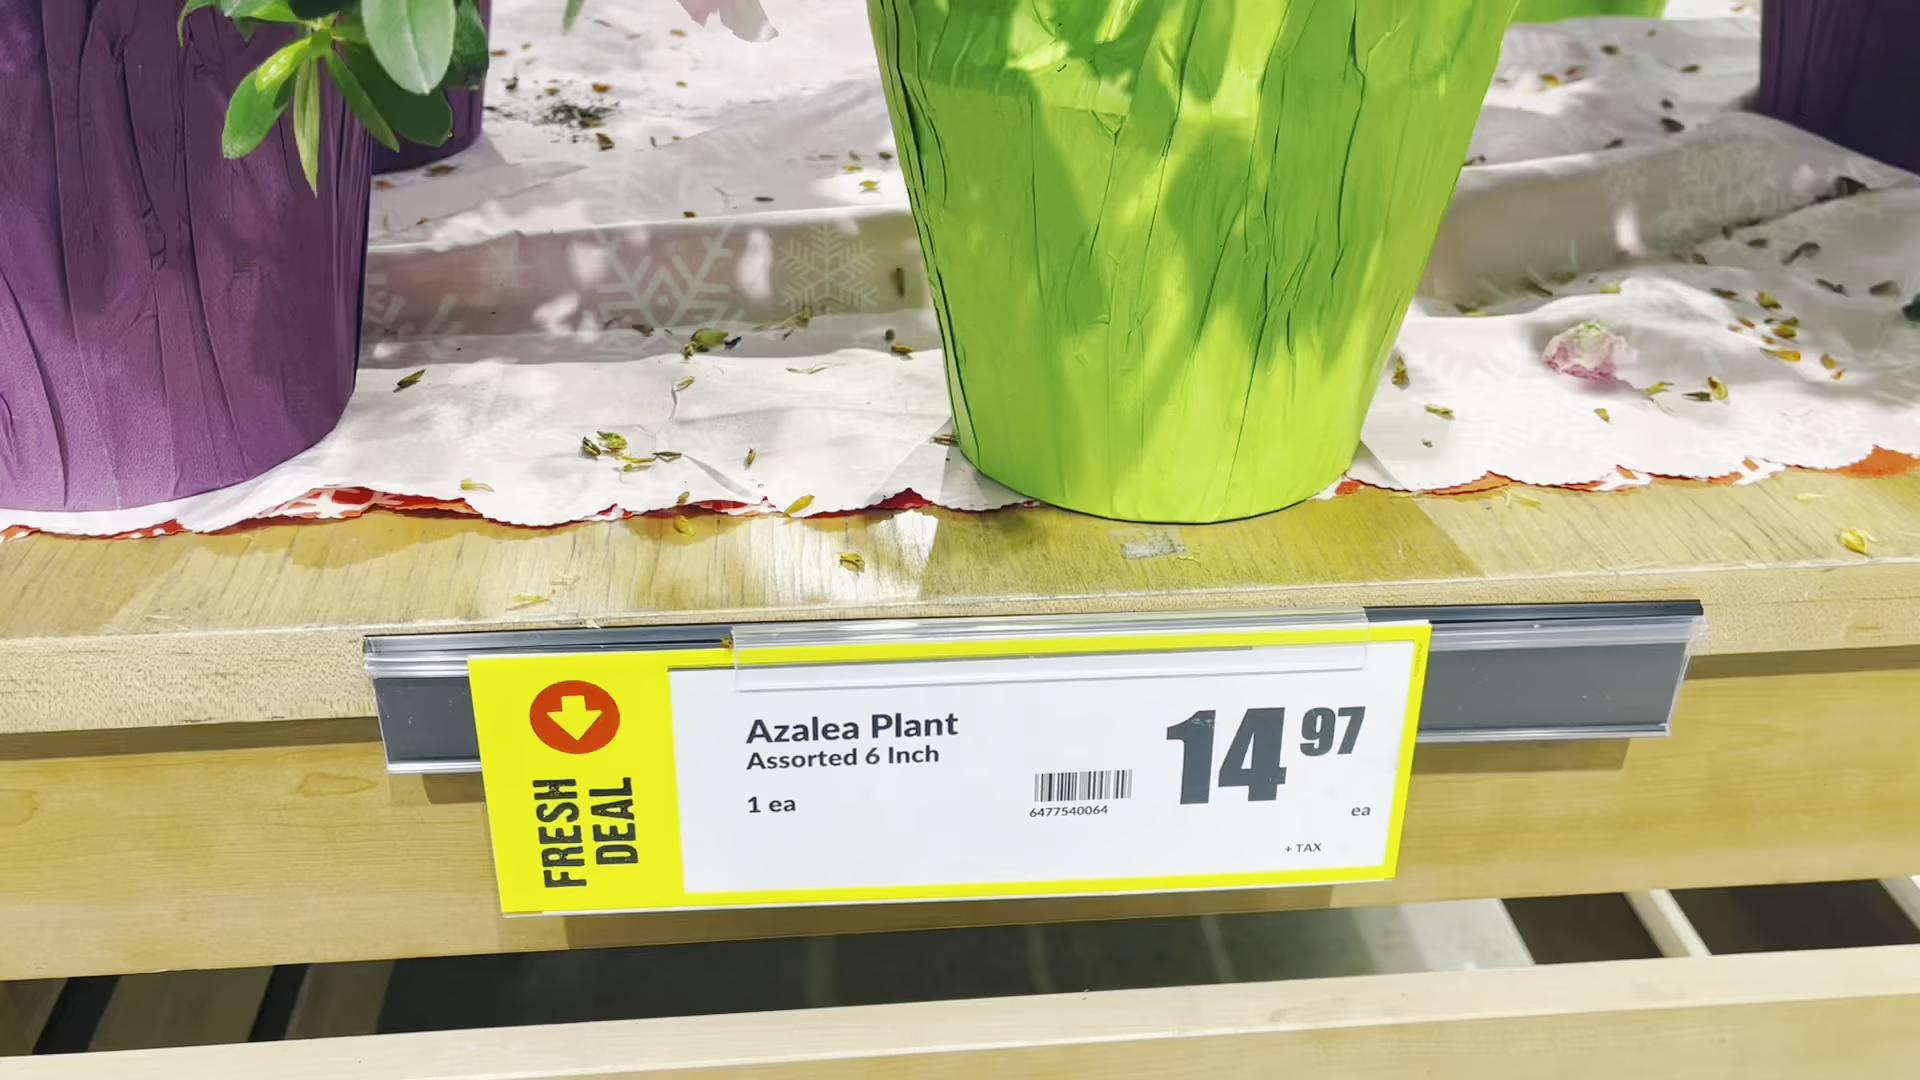 FRESH
DEAL
Azalea Plant
Assorted 6 Inch
1 ea
6477540064
14 97
ea
+ TAX